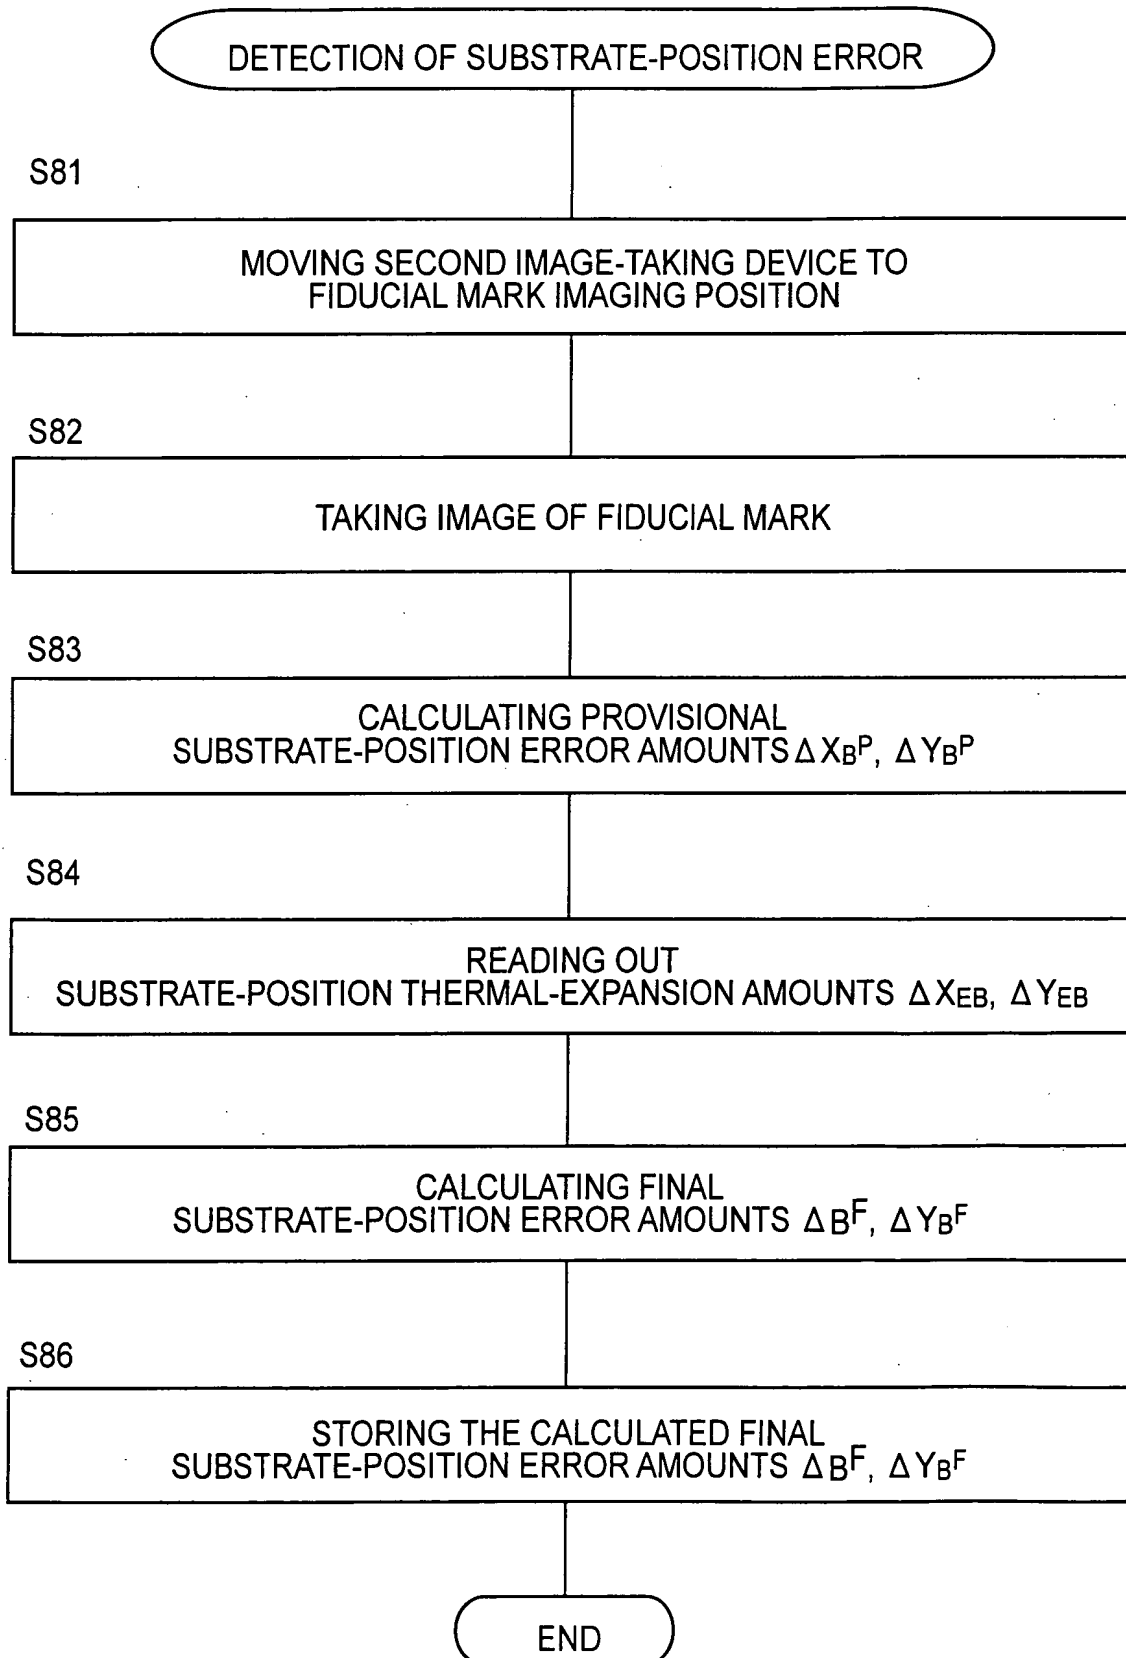 DETECTION OF SUBSTRATE-POSITION ERROR
S81
MOVING SECOND IMAGE-TAKING DEVICE TO
FIDUCIAL MARK IMAGING POSITION
S82
TAKING IMAGE OF FIDUCIAL MARK
S83
CALCULATING PROVISIONAL
SUBSTRATE-POSITION ERROR AMOUNTS ΔXBP, ΔYBP
S84
READING OUT
SUBSTRATE-POSITION THERMAL-EXPANSION AMOUNTS ΔXEB, ΔYEB
S85
CALCULATING FINAL
SUBSTRATE-POSITION ERROR AMOUNTS ΔBF, ΔYBF
S86
STORING THE CALCULATED FINAL
SUBSTRATE-POSITION ERROR AMOUNTS ΔBF, ΔYBF
END